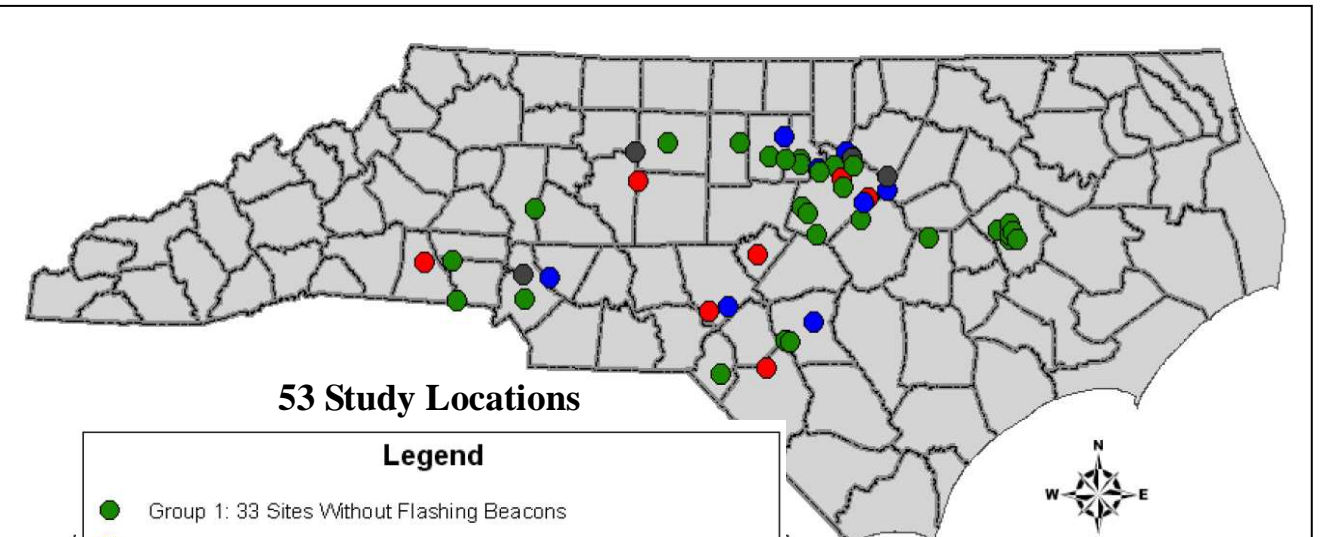 53 Study Locations
Legend
Group 1: 33 Sites Without Flashing Beacons
N
W E
S